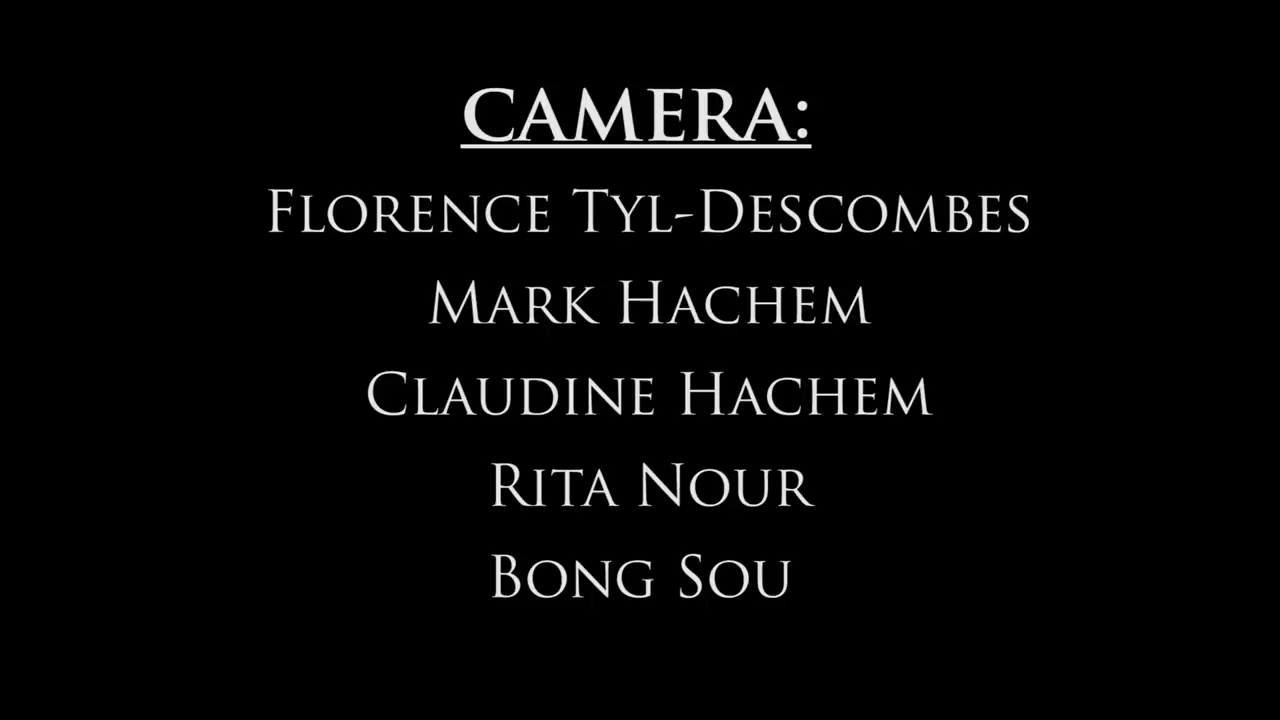 CAMERA:
FLORENCE TYL-DESCOMBES
MARK HACHEM
CLAUDINE HACHEM
RITA NOUR
BONG SOU